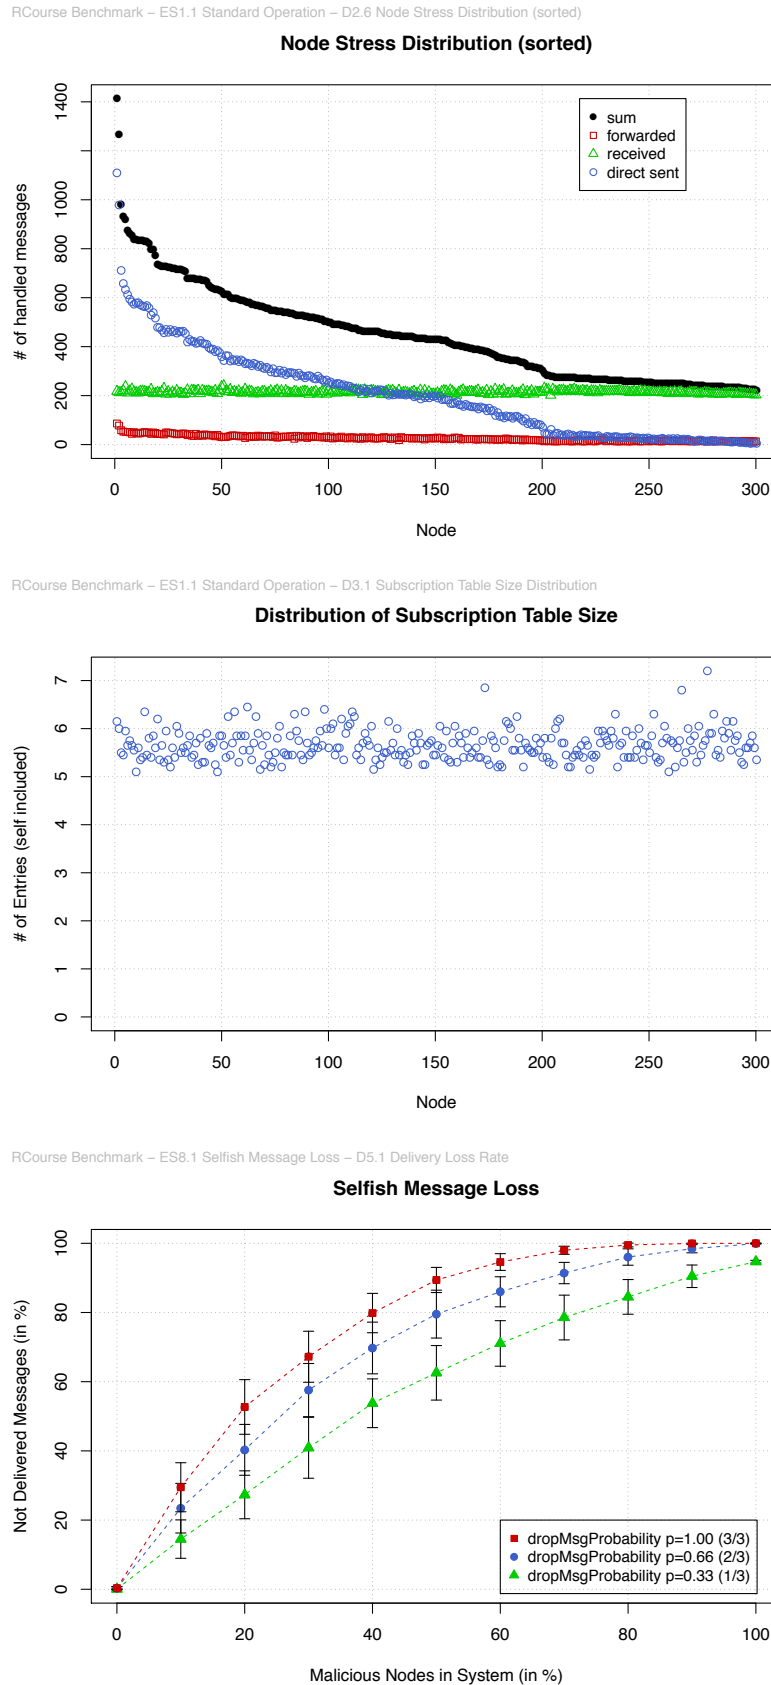 RCourse Benchmark – ES1.1 Standard Operation – D2.6 Node Stress Distribution (sorted)
Node Stress Distribution (sorted)
# of handled messages
1400
1000
800
600
400
200
0
sum
forwarded
received
direct sent
0 50 100 150 200 250 300
Node
RCourse Benchmark – ES1.1 Standard Operation – D3.1 Subscription Table Size Distribution
Distribution of Subscription Table Size
# of Entries (self included)
7
6
5
4
3
2
1
0
0 50 100 150 200 250 300
Node
RCourse Benchmark – ES8.1 Selfish Message Loss – D5.1 Delivery Loss Rate
Selfish Message Loss
Not Delivered Messages (in %)
100
80
60
40
20
0
dropMsgProbability p=1.00 (3/3)
dropMsgProbability p=0.66 (2/3)
dropMsgProbability p=0.33 (1/3)
0 20 40 60 80 100
Malicious Nodes in System (in %)